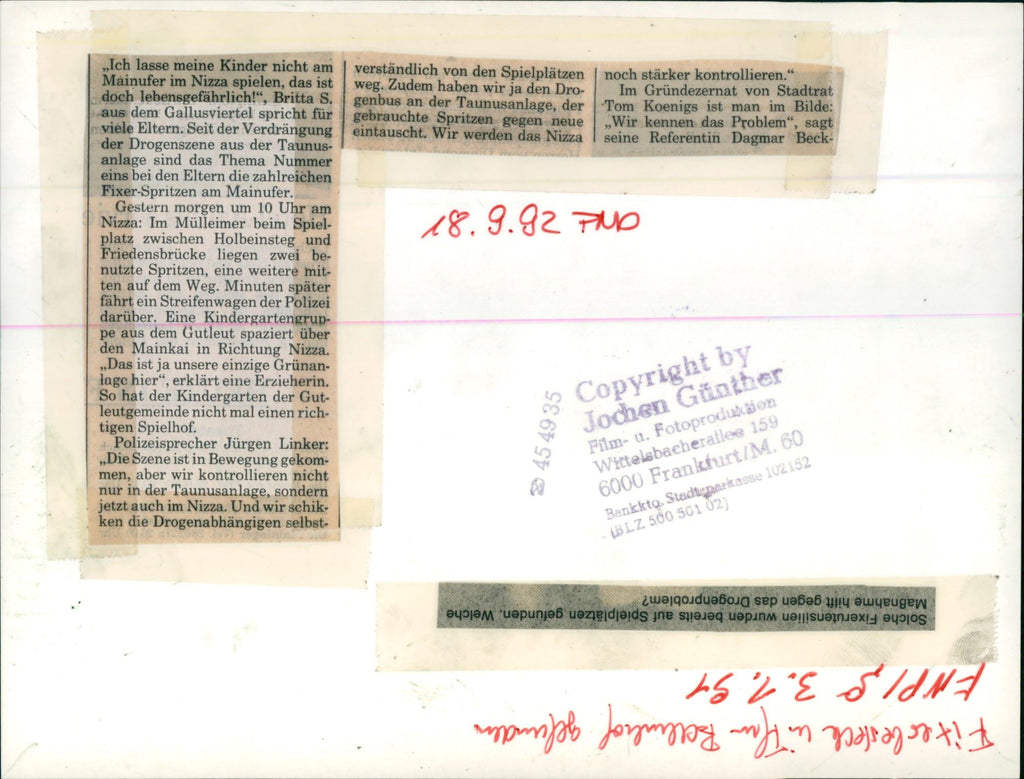 „Ich lasse meine Kinder nicht am
Mainufer im Nizza spielen, das ist
doch lebensgefährlich!“, Britta S.
aus dem Gallusviertel spricht für
viele Eltern. Seit der Verdrängung
der Drogenszene aus der Taunus-
anlage sind das Thema Nummer
eins bei den Eltern die zahlreichen
Fixer-Spritzen am Mainufer.
Gestern morgen um 10 Uhr am
Nizza: Im Mülleimer beim Spiel-
platz zwischen Holbeinsteg und
Friedensbrücke liegen zwei be-
nutzte Spritzen, eine weitere mit-
ten auf dem Weg. Minuten später
fährt ein Streifenwagen der Polizei
darüber. Eine Kindergartengrup-
pe aus dem Gutleut spaziert über
den Mainkai in Richtung Nizza.
„Das ist ja unsere einzige Grünan-
lage hier“, erklärt eine Erzieherin.
So hat der Kindergarten der Gut-
leutgemeinde nicht mal einen rich-
tigen Spielhof.
Polizeisprecher Jürgen Linker:
„Die Szene ist in Bewegung gekom-
men, aber wir kontrollieren nicht
nur in der Taunusanlage, sondern
jetzt auch im Nizza. Und wir schik-
ken die Drogenabhängigen selbst-
verständlich von den Spielplätzen
weg. Zudem haben wir ja den Dro-
genbus an der Taunusanlage, der
gebrauchte Spritzen gegen neue
eintauscht. Wir werden das Nizza
noch stärker kontrollieren.“
Im Gründezernat von Stadtrat
Tom Koenigs ist man im Bilde:
„Wir kennen das Problem“, sagt
seine Referentin Dagmar Beck-
18.9.92
Copyright by
Jochen Günther
Film- u. Fotoproduktion
Wittelsbacherallee 159
6000 Frankfurt/M. 60
Bankkto. Stadtsparkasse 102152
(BLZ 500 501 02)
☎ 454935
Solche Fixerutensilien wurden bereits auf Spielplätzen gefunden. Welche
Maßnahme hilft gegen das Drogenproblem?
3.1.91
Fixerbesteck gefunden